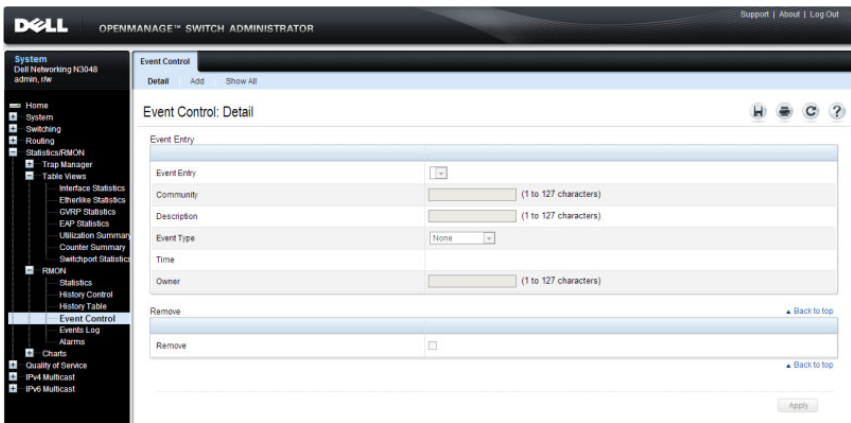 Support | About | Log Out
DELL OPENMANAGE™ SWITCH ADMINISTRATOR
System
Dell Networking N3048
admin, r/w
Home
System
Switching
Routing
Statistics/RMON
Trap Manager
Table Views
Interface Statistics
Etherlike Statistics
GVRP Statistics
EAP Statistics
Utilization Summary
Counter Summary
Switchport Statistics
RMON
Statistics
History Control
History Table
Event Control
Events Log
Alarms
Charts
Quality of Service
IPv4 Multicast
IPv6 Multicast
Event Control
Detail Add Show All
Event Control: Detail
Event Entry
Event Entry
Community (1 to 127 characters)
Description (1 to 127 characters)
Event Type None
Time
Owner (1 to 127 characters)
Back to top
Remove
Remove
Back to top
Apply